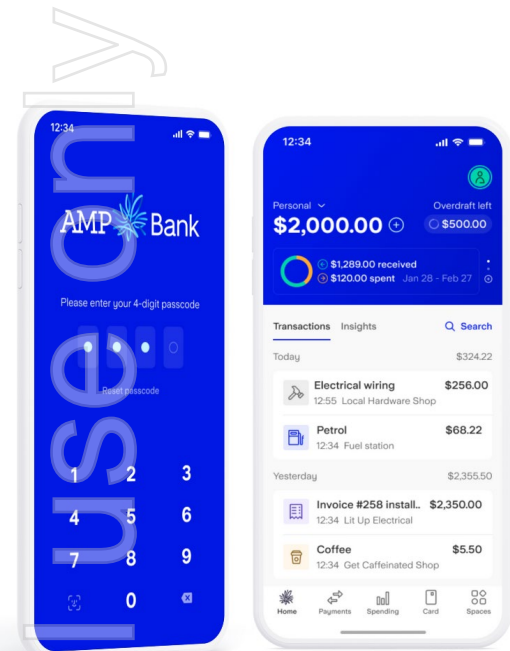 l use only
12:34
AMP Bank
Please enter your 4-digit passcode
Reset passcode
1 2 3
4 5 6
7 8 9
0
12:34
Personal
Overdraft left
$2,000.00
$500.00
$1,289.00 received
$120.00 spent Jan 28 - Feb 27
Transactions Insights Search
Today $324.22
Electrical wiring $256.00
12:55 Local Hardware Shop
Petrol $68.22
12:34 Fuel station
Yesterday $2,355.50
Invoice #258 install.. $2,350.00
12:34 Lit Up Electrical
Coffee $5.50
12:34 Get Caffeinated Shop
Home Payments Spending Card Spaces